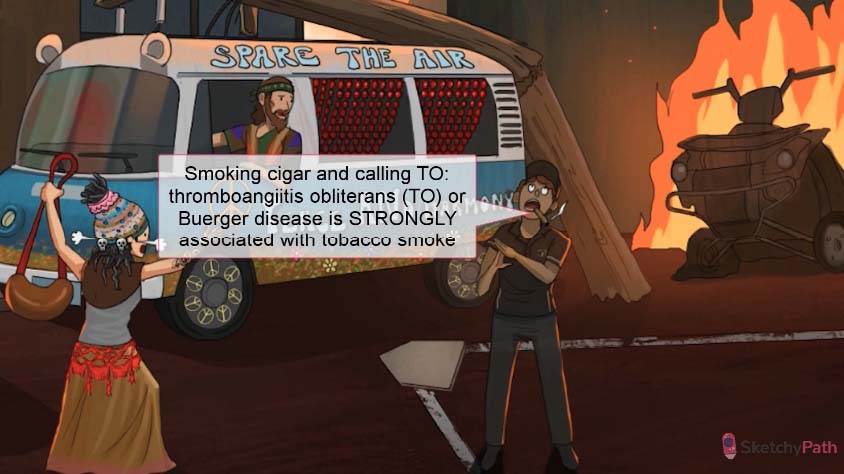 SPARE THE AIR
Smoking cigar and calling TO:
thromboangiitis obliterans (TO) or
Buerger disease is STRONGLY
associated with tobacco smoke
HARMONY
SketchyPath